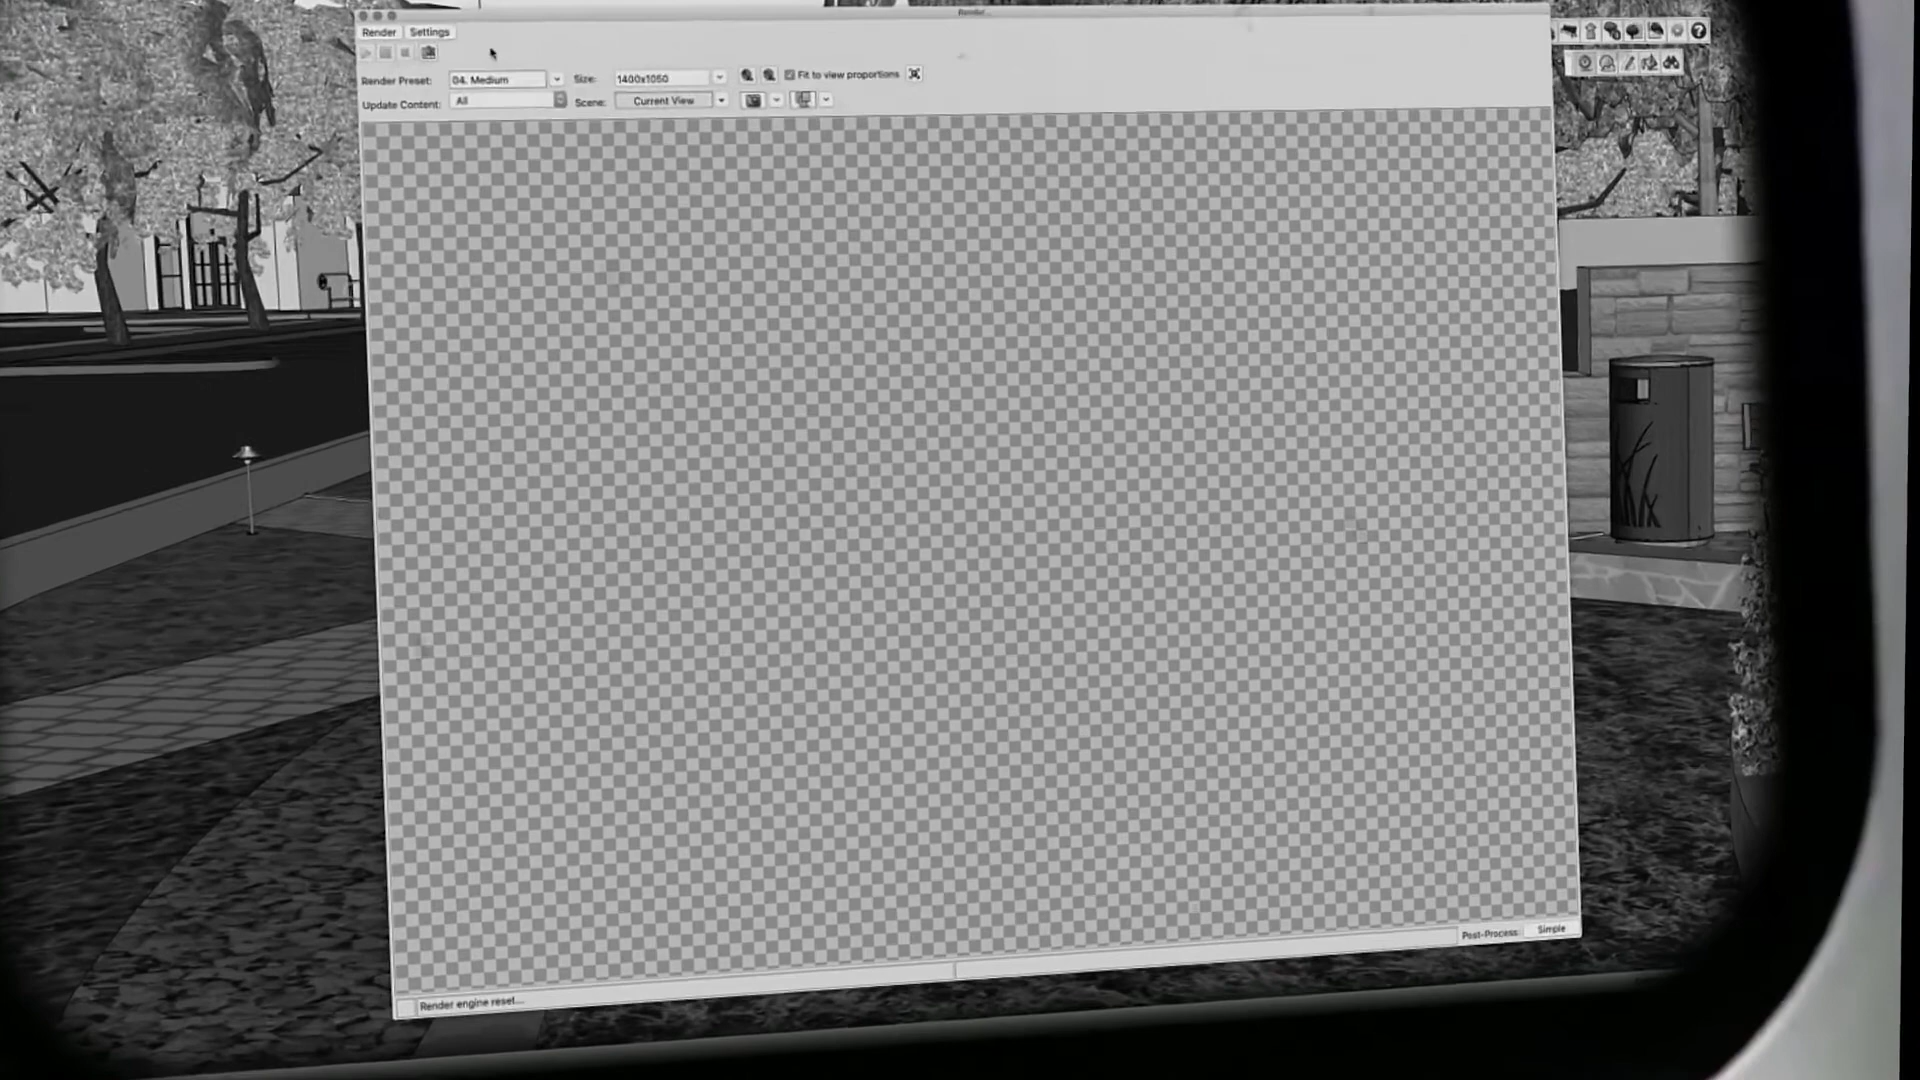 Render...
Render Settings
Render Preset: 04. Medium Size: 1400x1050 Fit to view proportions
Update Content: All Scene: Current View
Post-Process: Simple
Render engine reset...